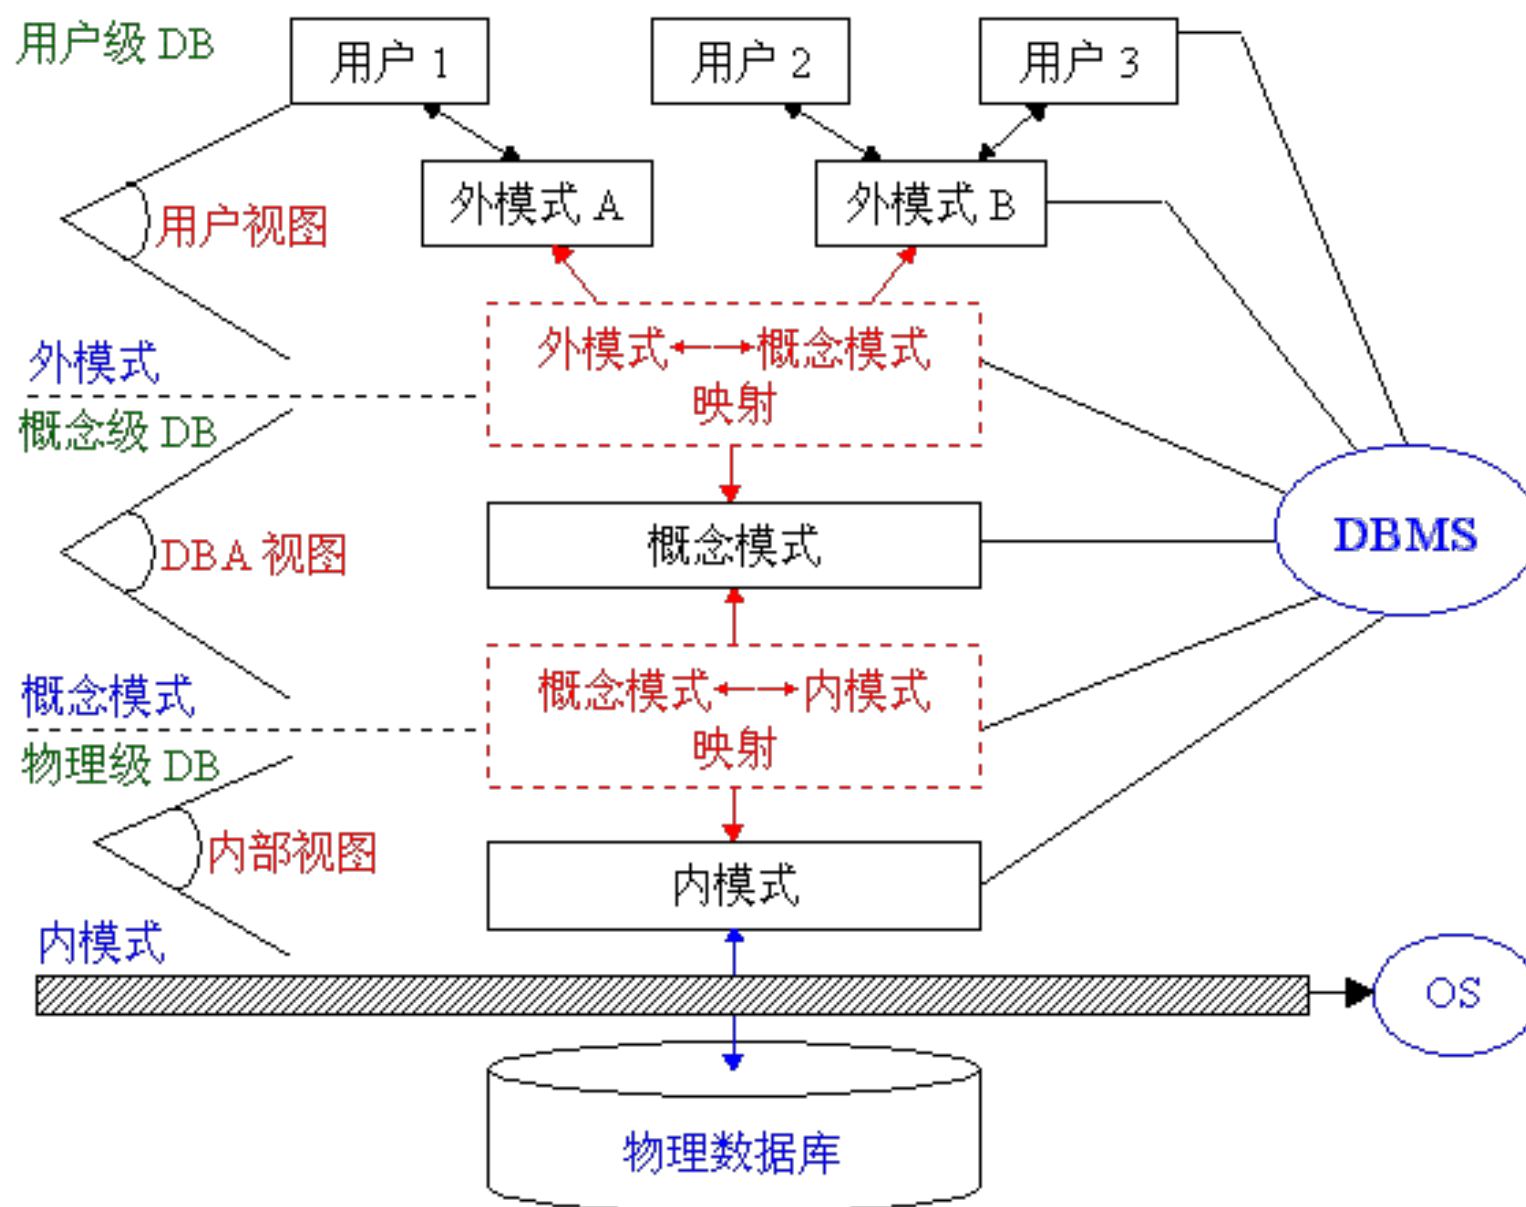 用户级 DB
用户 1
用户 2
用户 3
外模式 A
外模式 B
用户视图
外模式
外模式
概念模式
映射
概念级 DB
概念模式
DBMS
DBA 视图
概念模式
概念模式
内模式
映射
物理级 DB
内部视图
内模式
内模式
OS
物理数据库